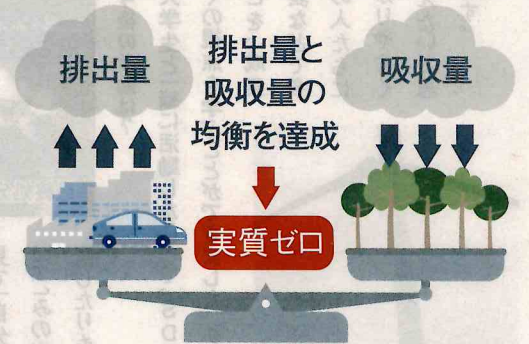 排出量
排出量と
吸収量の
均衡を達成
吸収量
実質ゼロ